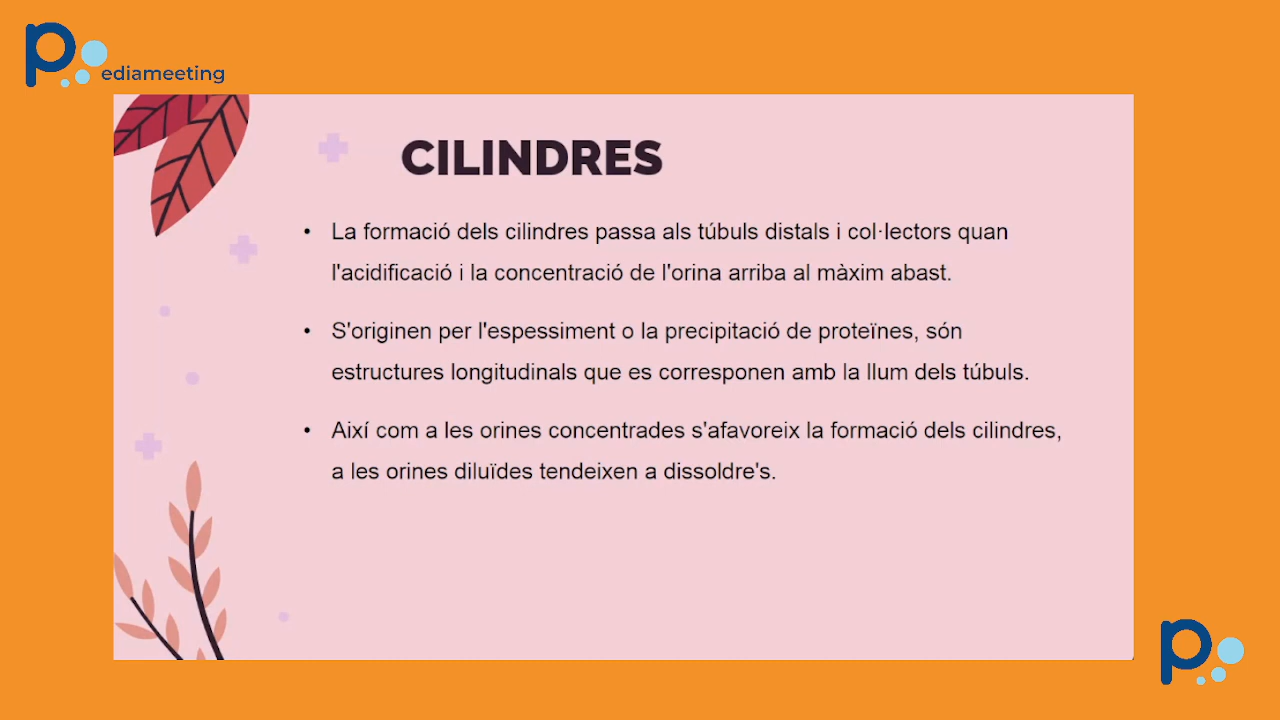 Pediameeting
CILINDRES
• La formació dels cilindres passa als túbuls distals i col·lectors quan
l'acidificació i la concentració de l'orina arriba al màxim abast.
• S'originen per l'espessiment o la precipitació de proteïnes, són
estructures longitudinals que es corresponen amb la llum dels túbuls.
• Així com a les orines concentrades s'afavoreix la formació dels cilindres,
a les orines diluïdes tendeixen a dissoldre's.
p